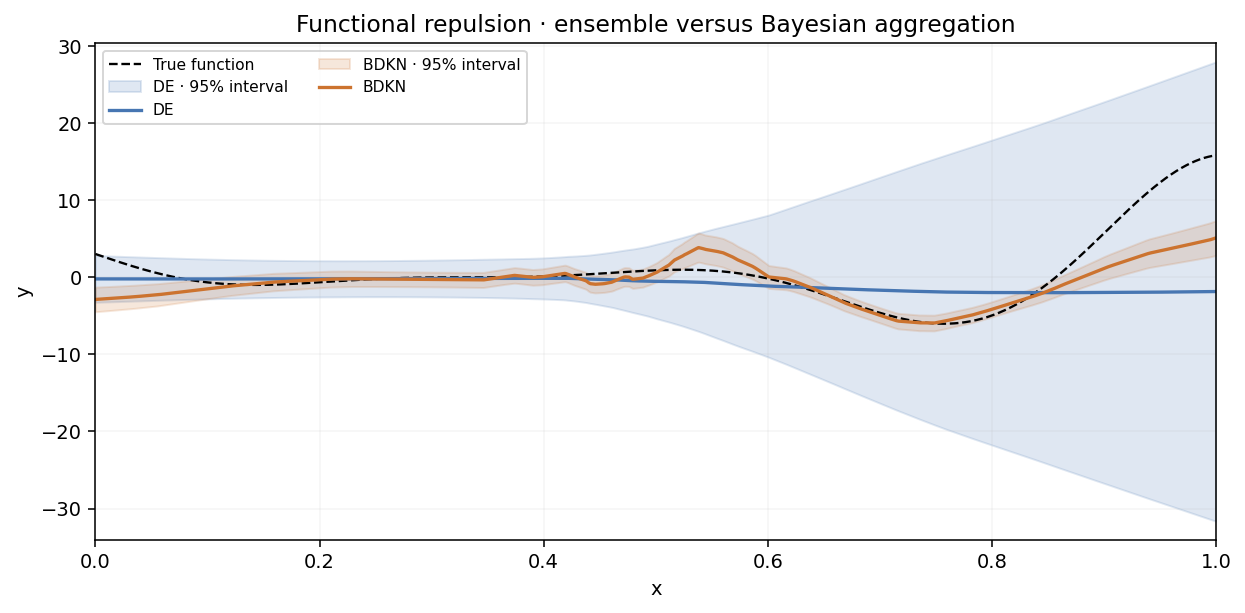 Functional repulsion · ensemble versus Bayesian aggregation
True function
DE · 95% interval
DE
BDKN · 95% interval
BDKN
y
30
20
10
0
−10
−20
−30
0.0 0.2 0.4 0.6 0.8 1.0
x